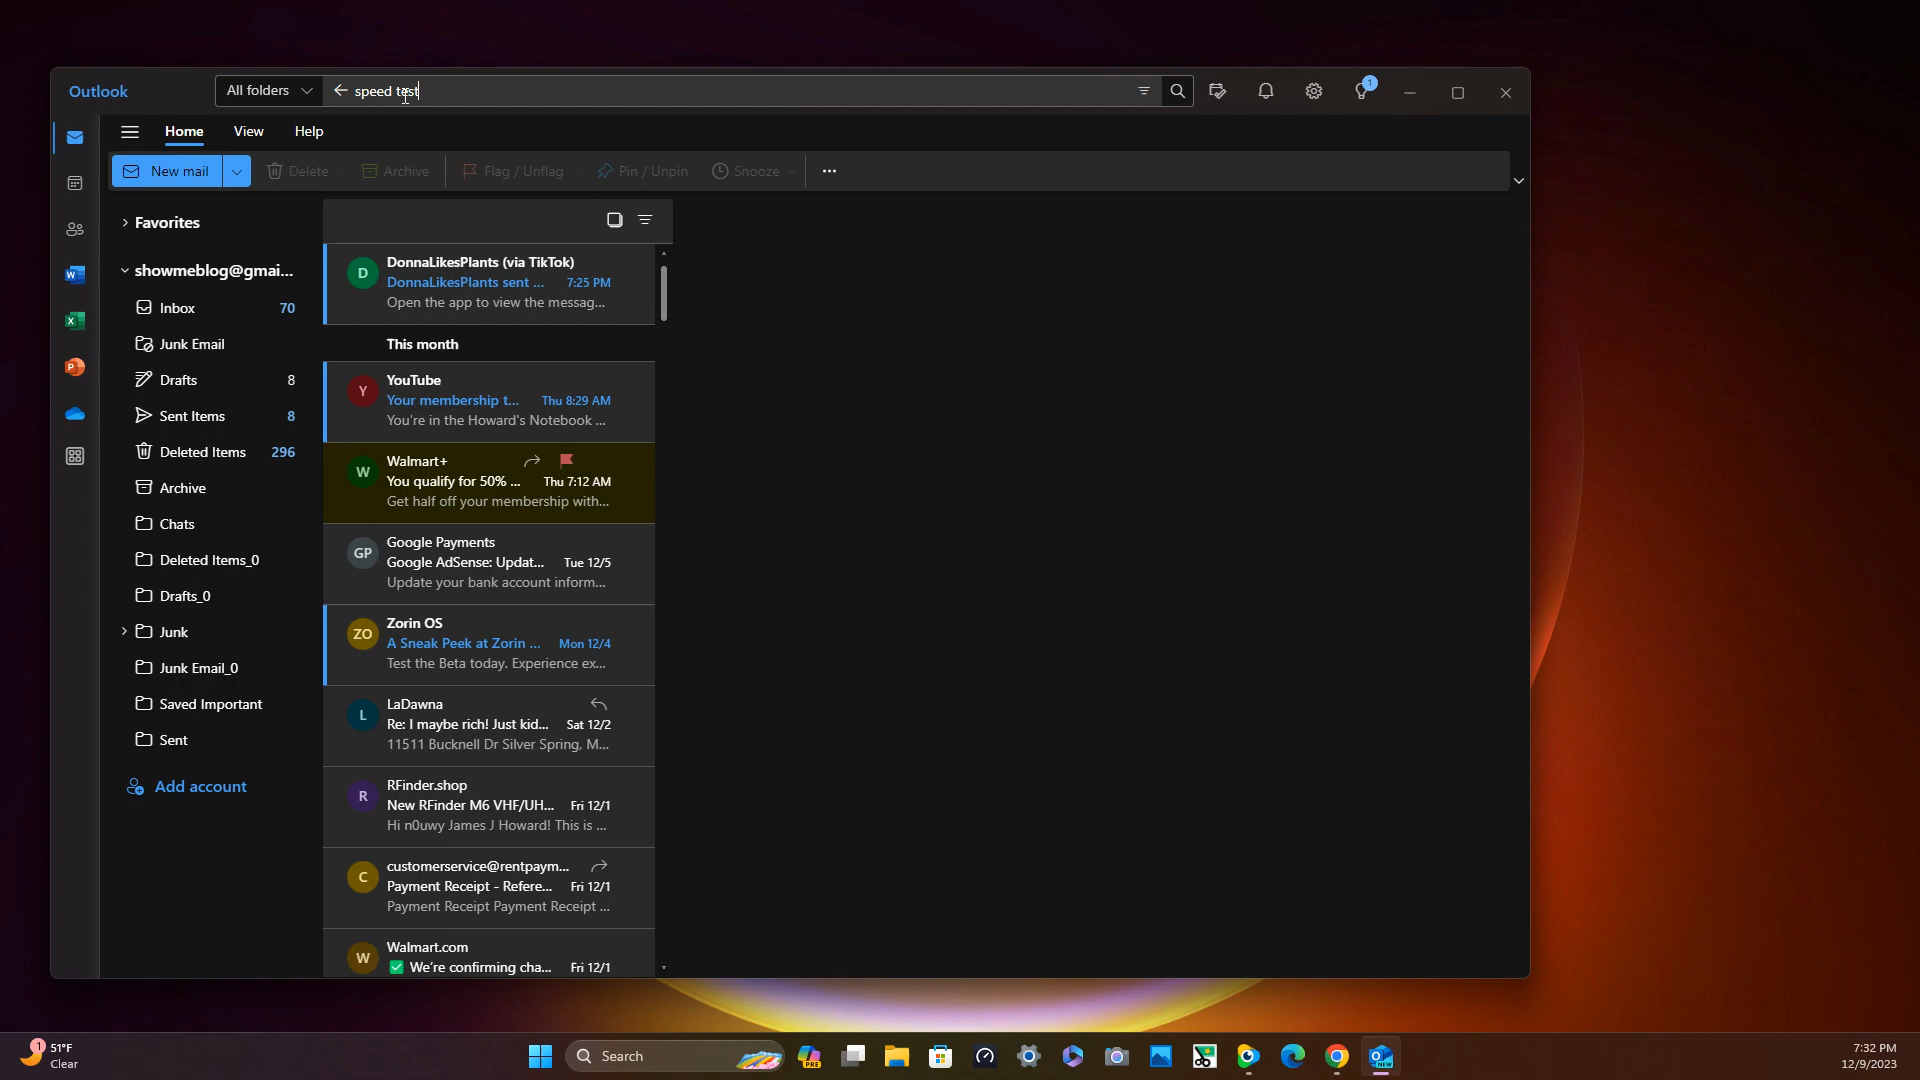 Outlook
All folders
speed test
1
Home
View
Help
New mail
Delete
Archive
Flag / Unflag
Pin / Unpin
Snooze
Favorites
showmeblog@gmai...
Inbox 70
Junk Email
Drafts 8
Sent Items 8
Deleted Items 296
Archive
Chats
Deleted Items_0
Drafts_0
Junk
Junk Email_0
Saved Important
Sent
Add account
D
DonnaLikesPlants (via TikTok)
DonnaLikesPlants sent ... 7:25 PM
Open the app to view the messag...
This month
Y
YouTube
Your membership t... Thu 8:29 AM
You're in the Howard's Notebook ...
W
Walmart+
You qualify for 50% ... Thu 7:12 AM
Get half off your membership with...
GP
Google Payments
Google AdSense: Updat... Tue 12/5
Update your bank account inform...
ZO
Zorin OS
A Sneak Peek at Zorin ... Mon 12/4
Test the Beta today. Experience ex...
L
LaDawna
Re: I maybe rich! Just kid... Sat 12/2
11511 Bucknell Dr Silver Spring, M...
R
RFinder.shop
New RFinder M6 VHF/UH... Fri 12/1
Hi n0uwy James J Howard! This is ...
C
customerservice@rentpaym...
Payment Receipt - Refere... Fri 12/1
Payment Receipt Payment Receipt ...
W
Walmart.com
We're confirming cha... Fri 12/1
1
51°F
Clear
Search
PRE
NEW
7:32 PM
12/9/2023